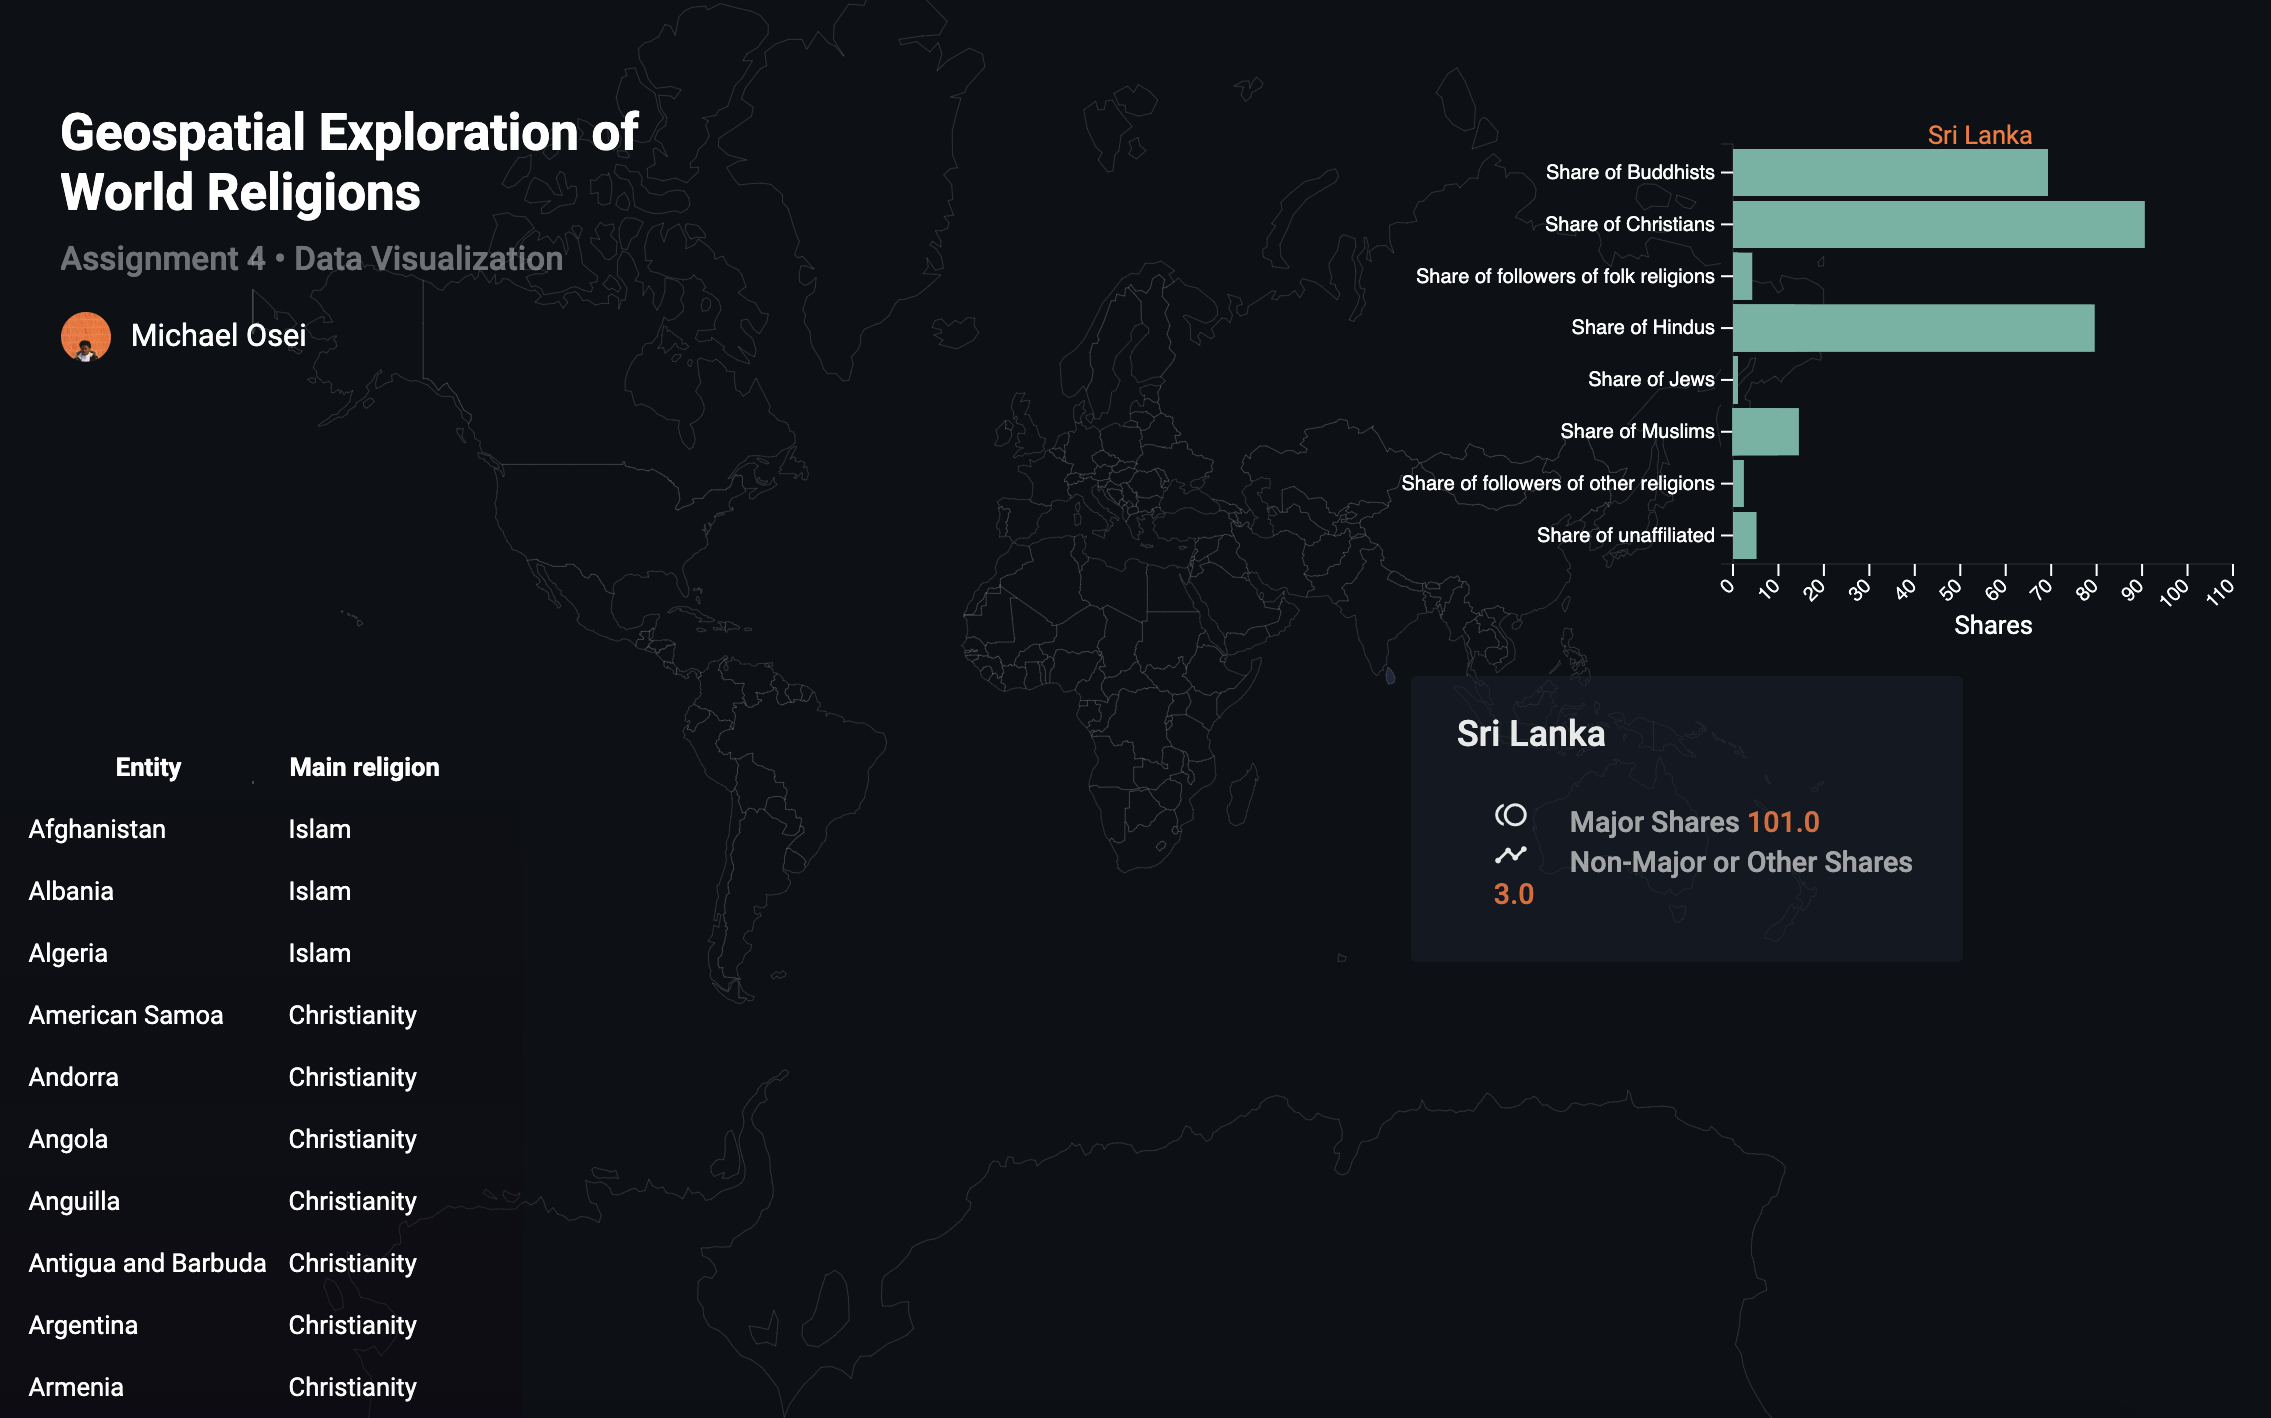 Geospatial Exploration of
World Religions
Assignment 4 • Data Visualization
Michael Osei
Sri Lanka
Share of Buddhists
Share of Christians
Share of followers of folk religions
Share of Hindus
Share of Jews
Share of Muslims
Share of followers of other religions
Share of unaffiliated
0 10 20 30 40 50 60 70 80 90 100 110
Shares
Sri Lanka
Major Shares 101.0
Non-Major or Other Shares
3.0
Entity Main religion
Afghanistan Islam
Albania Islam
Algeria Islam
American Samoa Christianity
Andorra Christianity
Angola Christianity
Anguilla Christianity
Antigua and Barbuda Christianity
Argentina Christianity
Armenia Christianity